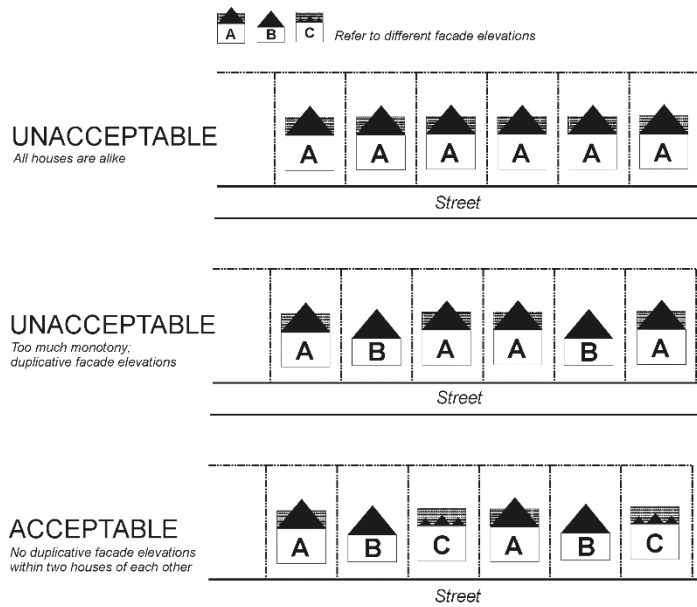 A B C Refer to different facade elevations
UNACCEPTABLE
All houses are alike
A A A A A A
Street
UNACCEPTABLE
Too much monotony;
duplicative facade elevations
A B A A B A
Street
ACCEPTABLE
No duplicative facade elevations
within two houses of each other
A B C A B C
Street